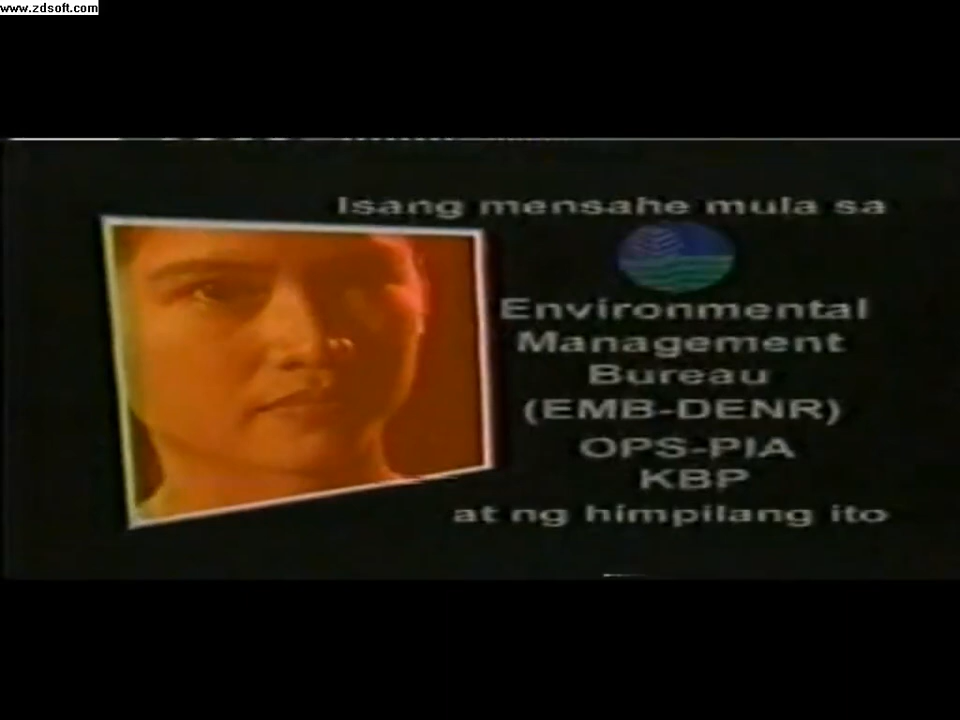 www.zdsoft.com
Isang mensahe mula sa
Environmental
Management
Bureau
(EMB-DENR)
OPS-PIA
KBP
at ng himpilang ito